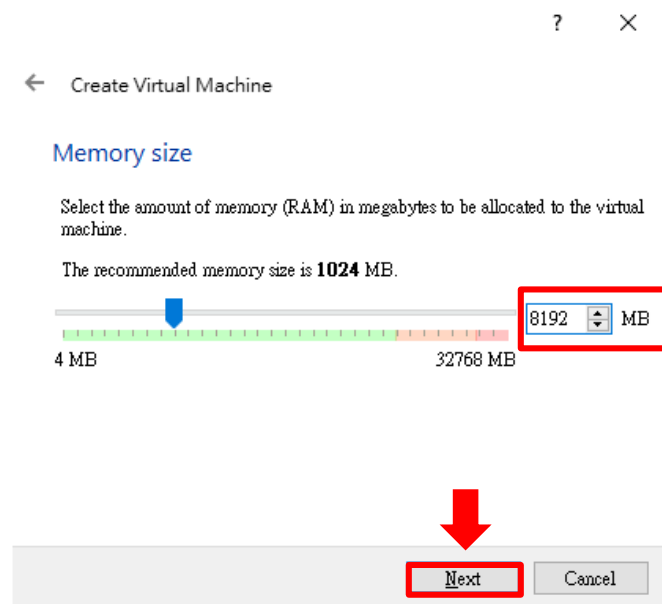 ?
Create Virtual Machine
Memory size
Select the amount of memory (RAM) in megabytes to be allocated to the virtual
machine.
The recommended memory size is 1024 MB.
8192 MB
4 MB 32768 MB
Next Cancel